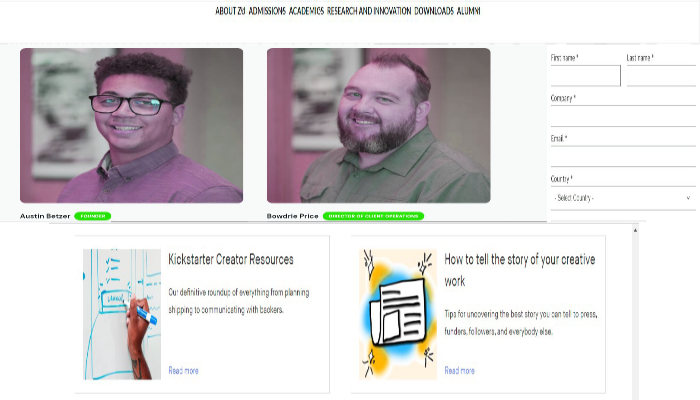 ABOUT ZU ADMISSIONS ACADEMICS RESEARCH AND INNOVATION DOWNLOADS ALUMNI
First name * Last name *
Company *
Email *
Country *
- Select Country -
Austin Betzer FOUNDER
Bowdrie Price DIRECTOR OF CLIENT OPERATIONS
Kickstarter Creator Resources
Our definitive roundup of everything from planning
shipping to communicating with backers.
Read more
How to tell the story of your creative
work
Tips for uncovering the best story you can tell to press,
funders, followers, and everybody else.
Read more